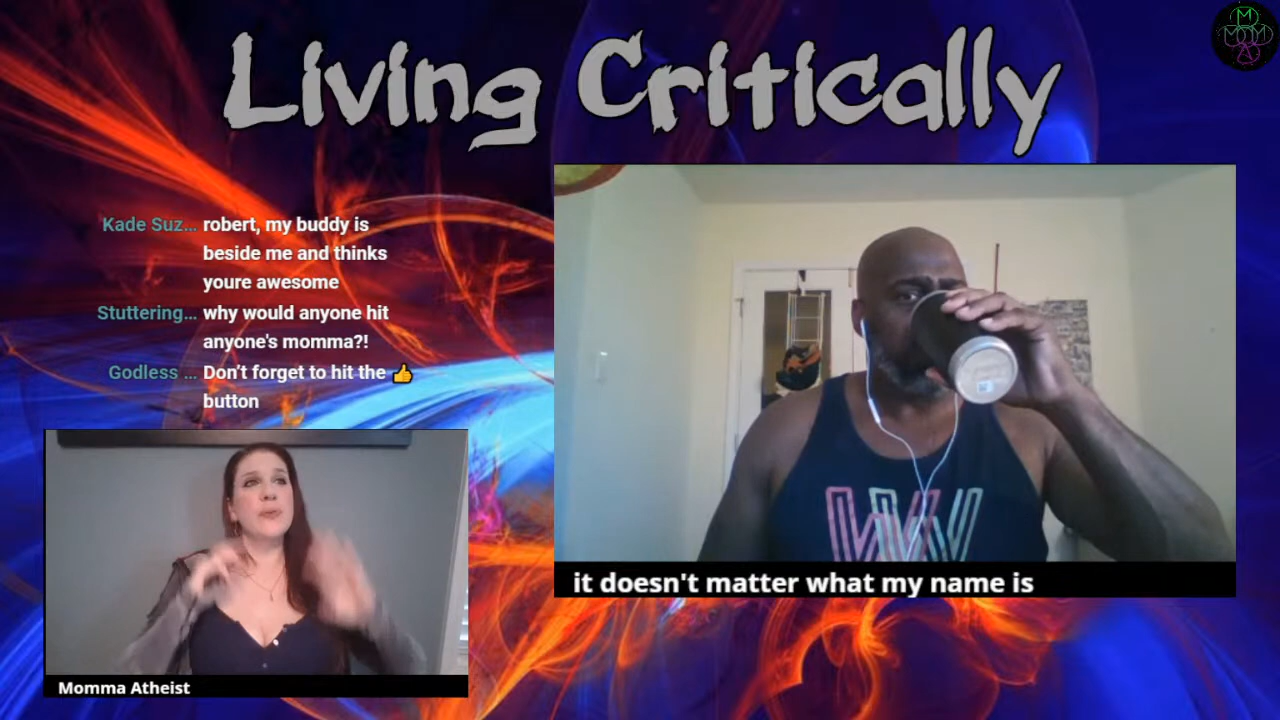 Living Critically
Kade Suz... robert, my buddy is
beside me and thinks
youre awesome
Stuttering... why would anyone hit
anyone's momma?!
Godless ... Don't forget to hit the 👍
button
it doesn't matter what my name is
Momma Atheist